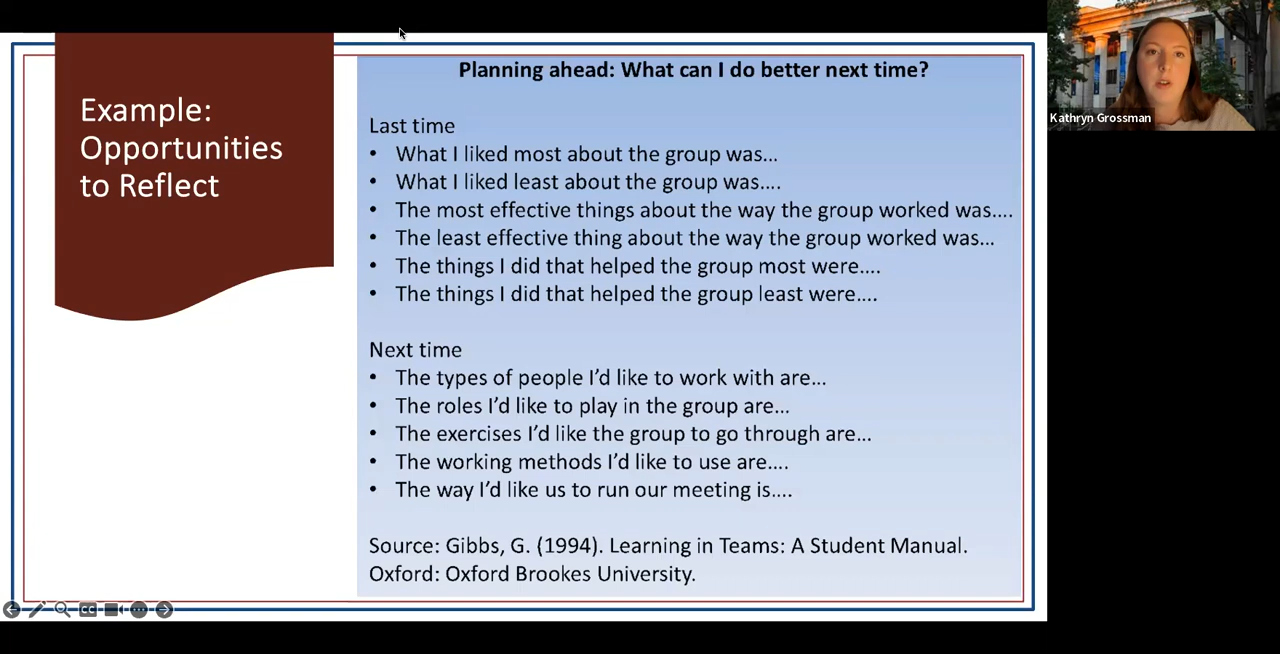 Example:
Opportunities
to Reflect
Planning ahead: What can I do better next time?
Last time
• What I liked most about the group was...
• What I liked least about the group was....
• The most effective things about the way the group worked was....
• The least effective thing about the way the group worked was...
• The things I did that helped the group most were....
• The things I did that helped the group least were....
Next time
• The types of people I'd like to work with are...
• The roles I'd like to play in the group are...
• The exercises I'd like the group to go through are...
• The working methods I'd like to use are....
• The way I'd like us to run our meeting is....
Source: Gibbs, G. (1994). Learning in Teams: A Student Manual.
Oxford: Oxford Brookes University.
Kathryn Grossman
CC